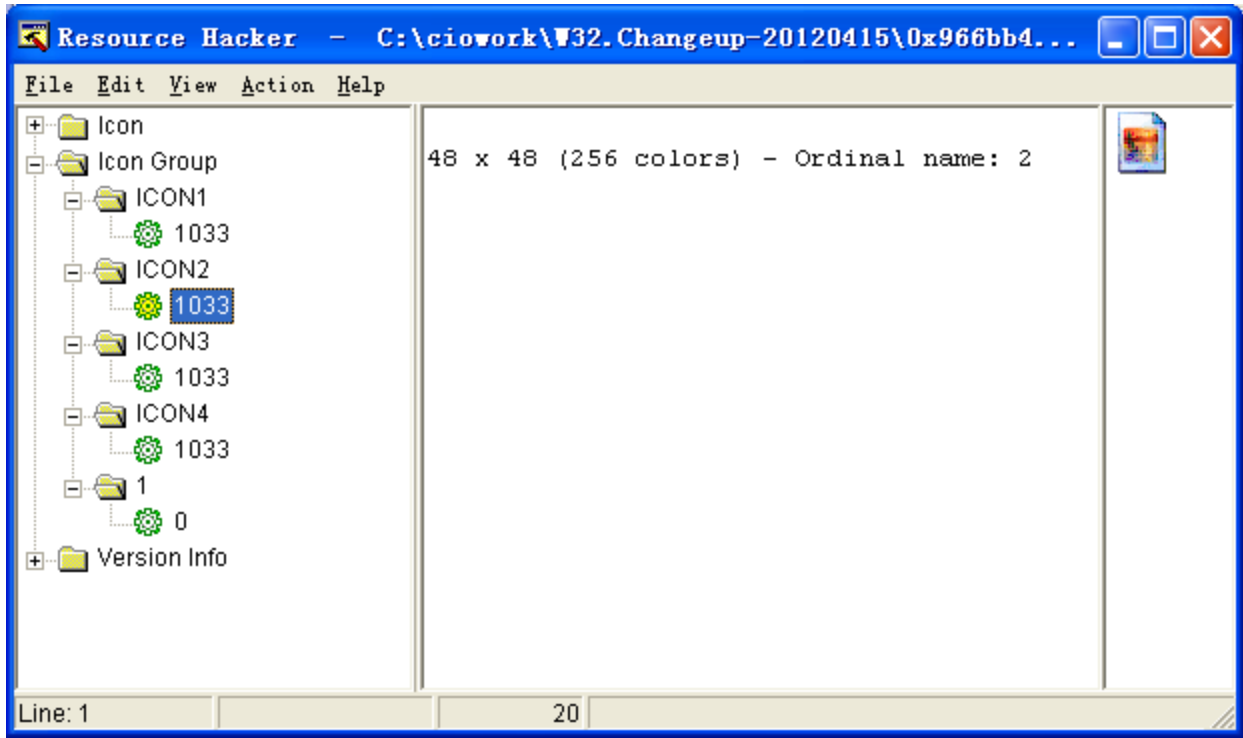 Resource Hacker - C:\ciowork\W32.Changeup-20120415\0x966bb4...
File Edit View Action Help
Icon
Icon Group
ICON1
1033
ICON2
1033
ICON3
1033
ICON4
1033
1
0
Version Info
48 x 48 (256 colors) - Ordinal name: 2
Line: 1
20